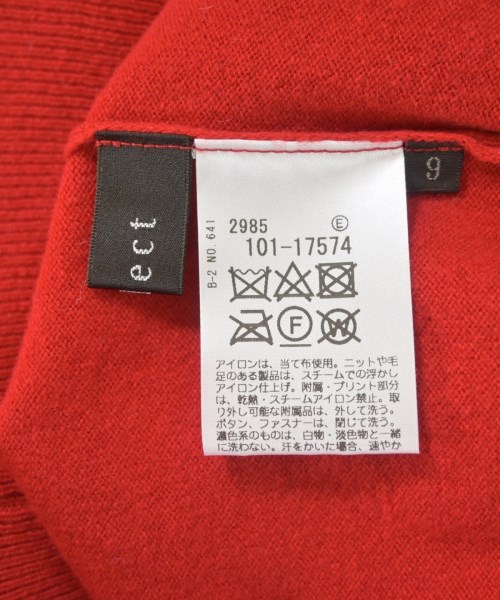 ect
9
B-2 NO.641
2985 E
101-17574
F W
アイロンは、当て布使用。ニットや毛
足のある製品は、スチームでの浮かし
アイロン仕上げ。附属・プリント部分
は、乾熱・スチームアイロン禁止。取
り外し可能な附属品は、外して洗う。
ボタン、ファスナーは、閉じて洗う。
濃色系のものは、白物・淡色物と一緒
に洗わない。汗をかいた場合、速やか